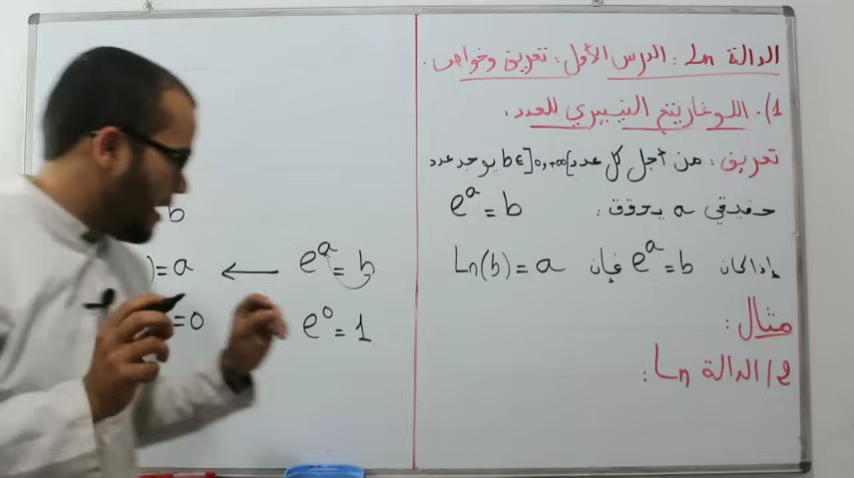 الدالة Ln : الدرس الأول : تعريف وخواص .
1). اللوغاريتم النيبيري للعدد :
تعريف : من أجل كل عدد b∈]0,+∞[ يوجد عدد
حقيقي a يحقق : e^a = b
إذا كان e^a = b فإن Ln(b) = a
مثال :
2/ الدالة Ln :
b
)=a ← e^a = b
=0 e^0 = 1